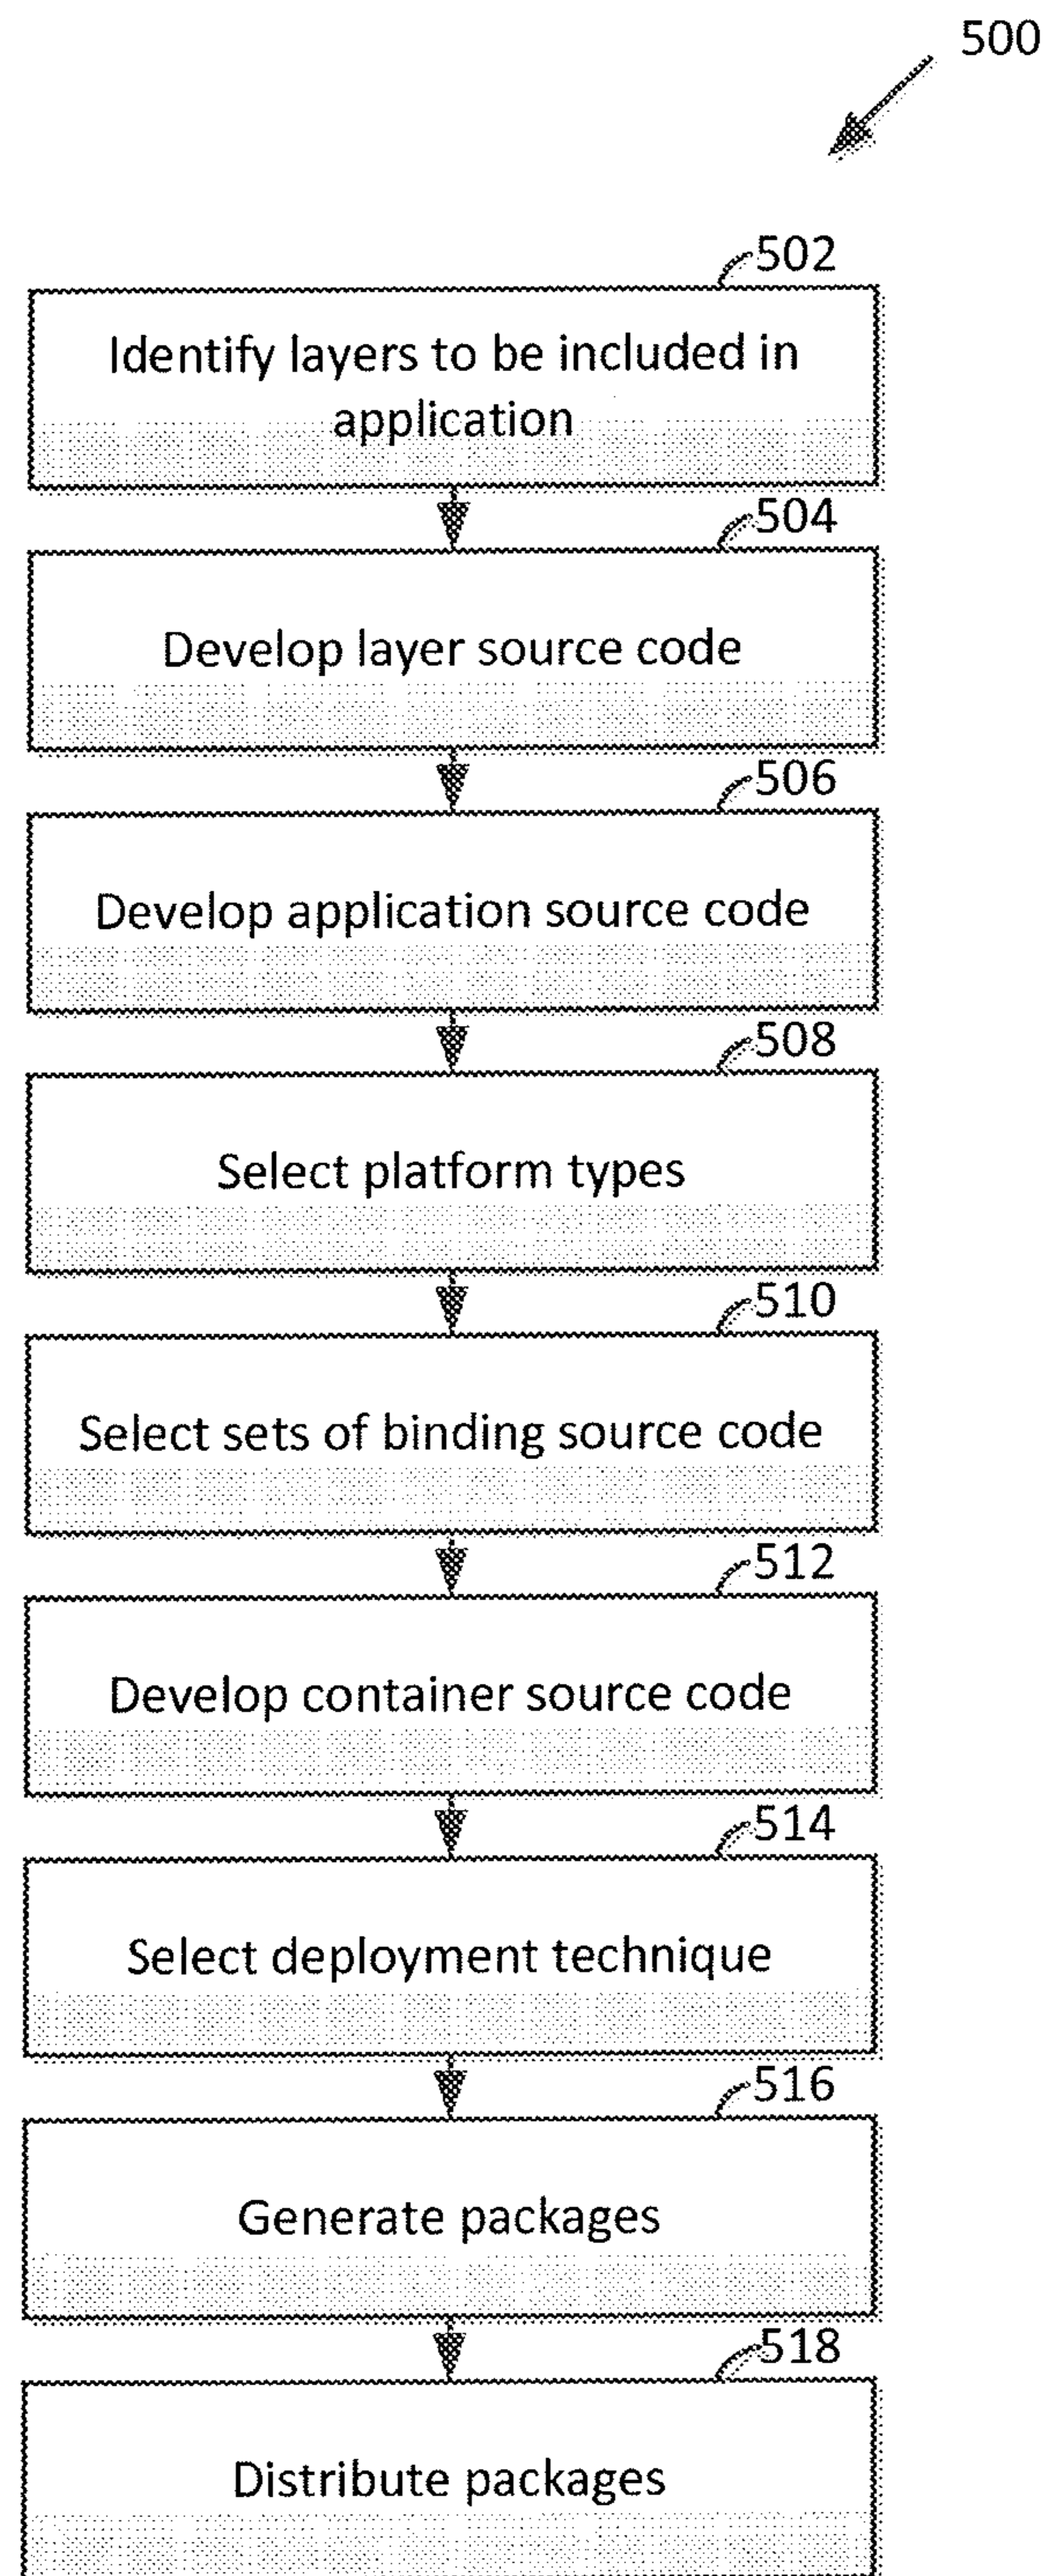 500
502
Identify layers to be included in
application
504
Develop layer source code
506
Develop application source code
508
Select platform types
510
Select sets of binding source code
512
Develop container source code
514
Select deployment technique
516
Generate packages
518
Distribute packages